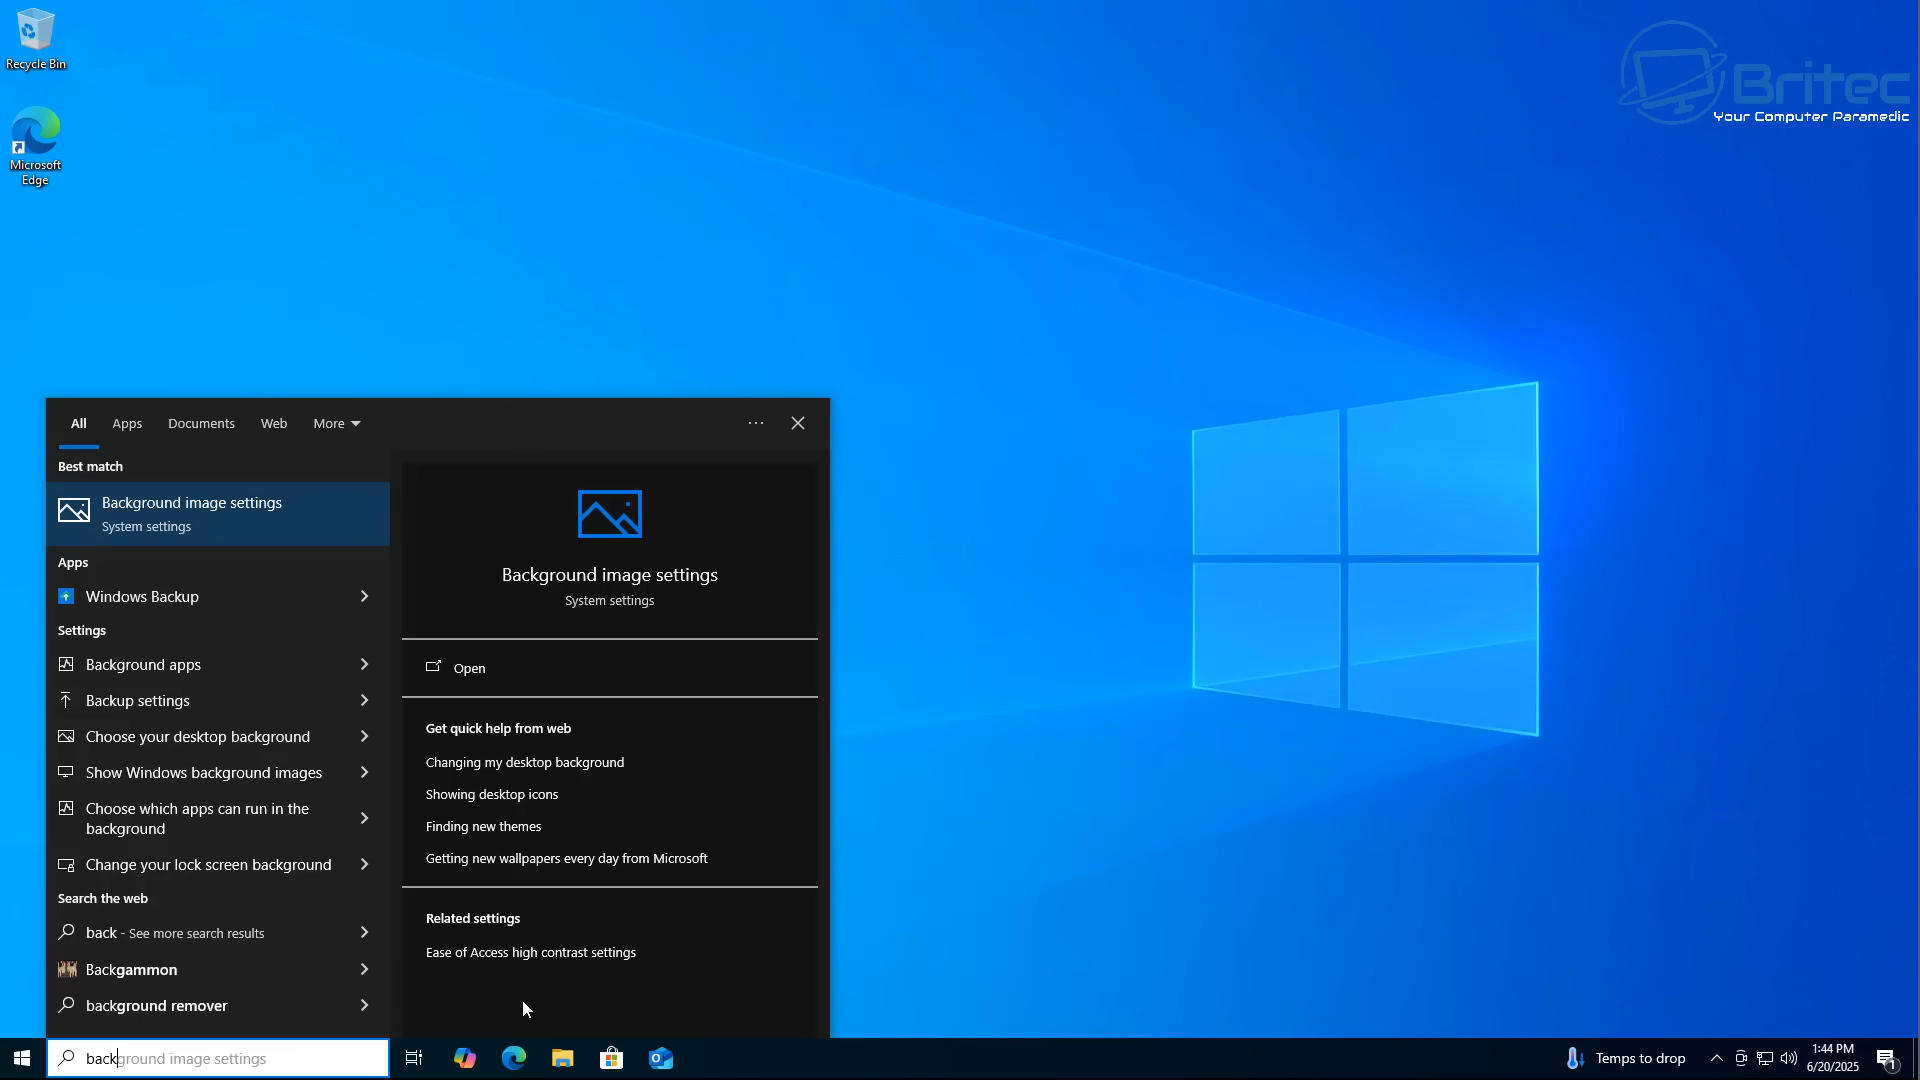 Recycle Bin
Microsoft
Edge
Britec
Your Computer Paramedic
All
Apps
Documents
Web
More
Best match
Background image settings
System settings
Apps
Windows Backup
Settings
Background apps
Backup settings
Choose your desktop background
Show Windows background images
Choose which apps can run in the
background
Change your lock screen background
Search the web
back - See more search results
Backgammon
background remover
Background image settings
System settings
Open
Get quick help from web
Changing my desktop background
Showing desktop icons
Finding new themes
Getting new wallpapers every day from Microsoft
Related settings
Ease of Access high contrast settings
background image settings
Temps to drop
1:44 PM
6/20/2025
1